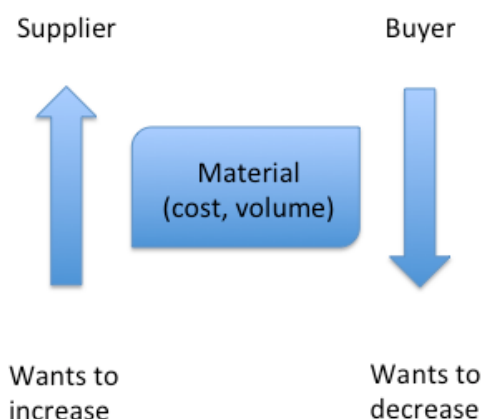 Supplier
Buyer
Material
(cost, volume)
Wants to
increase
Wants to
decrease